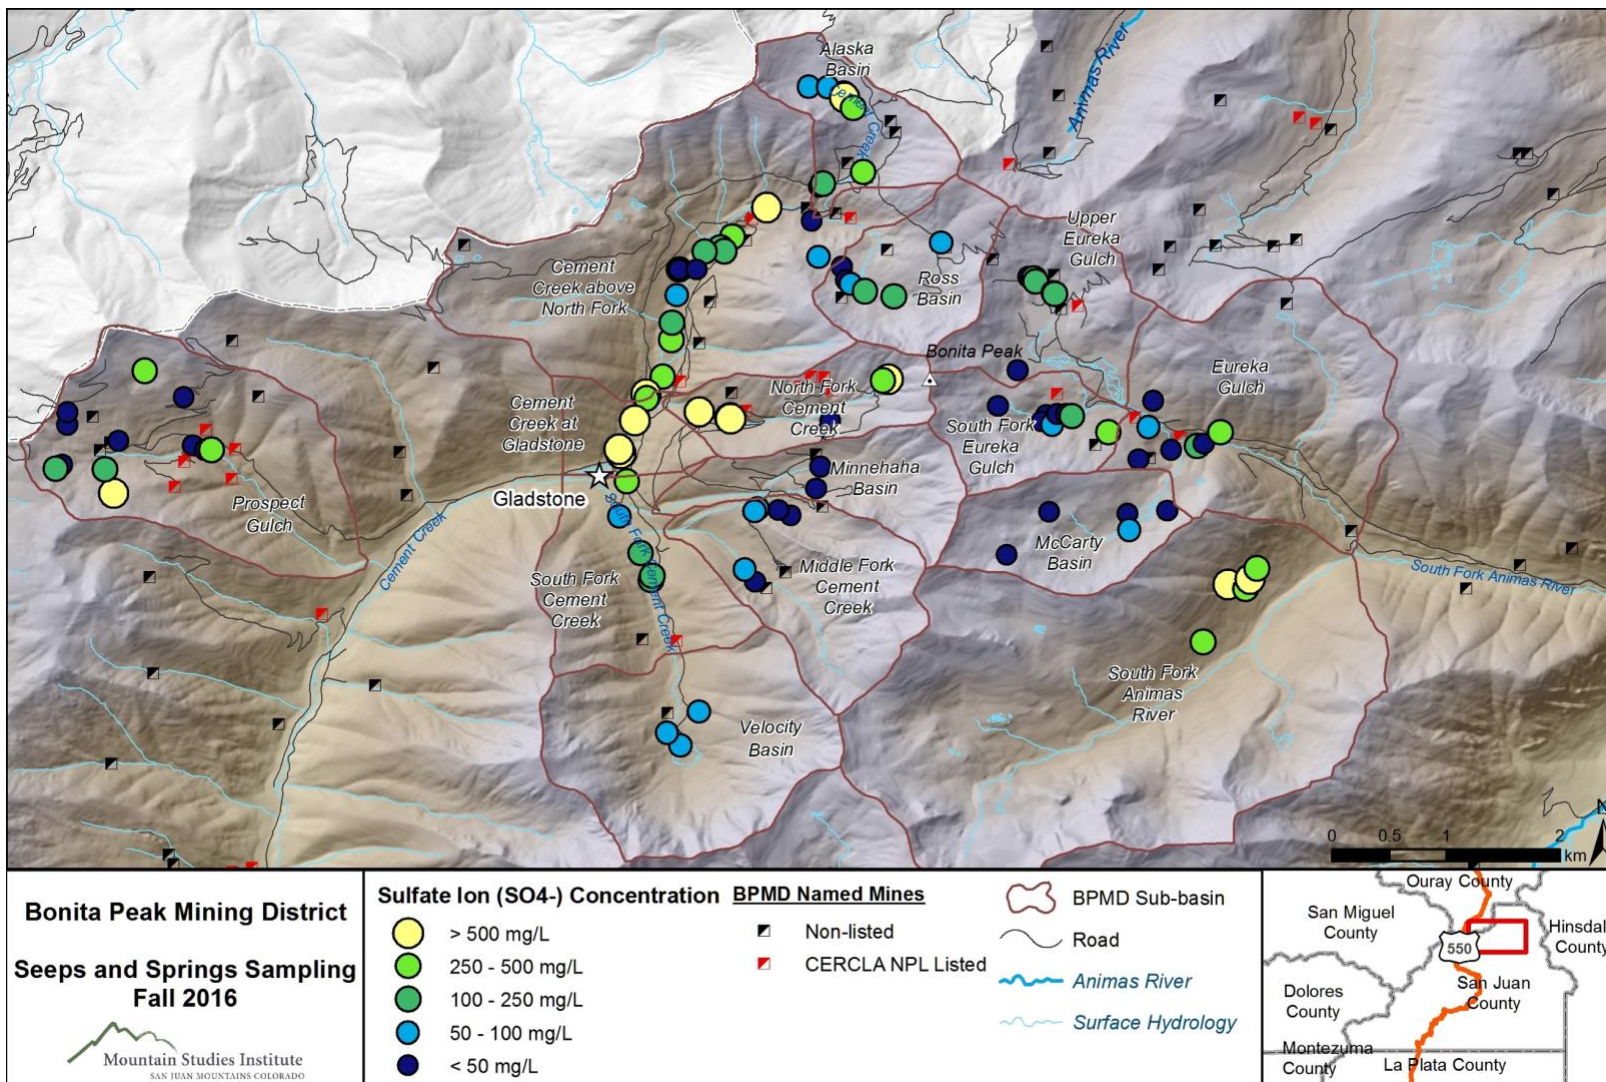 Alaska
Basin
Cement Creek
Animas River
Upper
Eureka
Gulch
Cement
Creek above
North Fork
Ross
Basin
Bonita Peak
Eureka
Gulch
Cement
Creek at
Gladstone
North Fork
Cement
Creek
South Fork
Eureka
Gulch
Minnehaha
Basin
Gladstone
Prospect
Gulch
Cement Creek
South Fork Cement Creek
South Fork
Cement
Creek
Middle Fork
Cement
Creek
McCarty
Basin
South Fork Animas River
South Fork
Animas
River
Velocity
Basin
N
0 0.5 1 2
km
Bonita Peak Mining District
Seeps and Springs Sampling
Fall 2016
Mountain Studies Institute
SAN JUAN MOUNTAINS COLORADO
Sulfate Ion (SO4-) Concentration
> 500 mg/L
250 - 500 mg/L
100 - 250 mg/L
50 - 100 mg/L
< 50 mg/L
BPMD Named Mines
Non-listed
CERCLA NPL Listed
BPMD Sub-basin
Road
Animas River
Surface Hydrology
Ouray County
San Miguel
County
Hinsdal
County
550
San Juan
County
Dolores
County
Montezuma
County
La Plata County